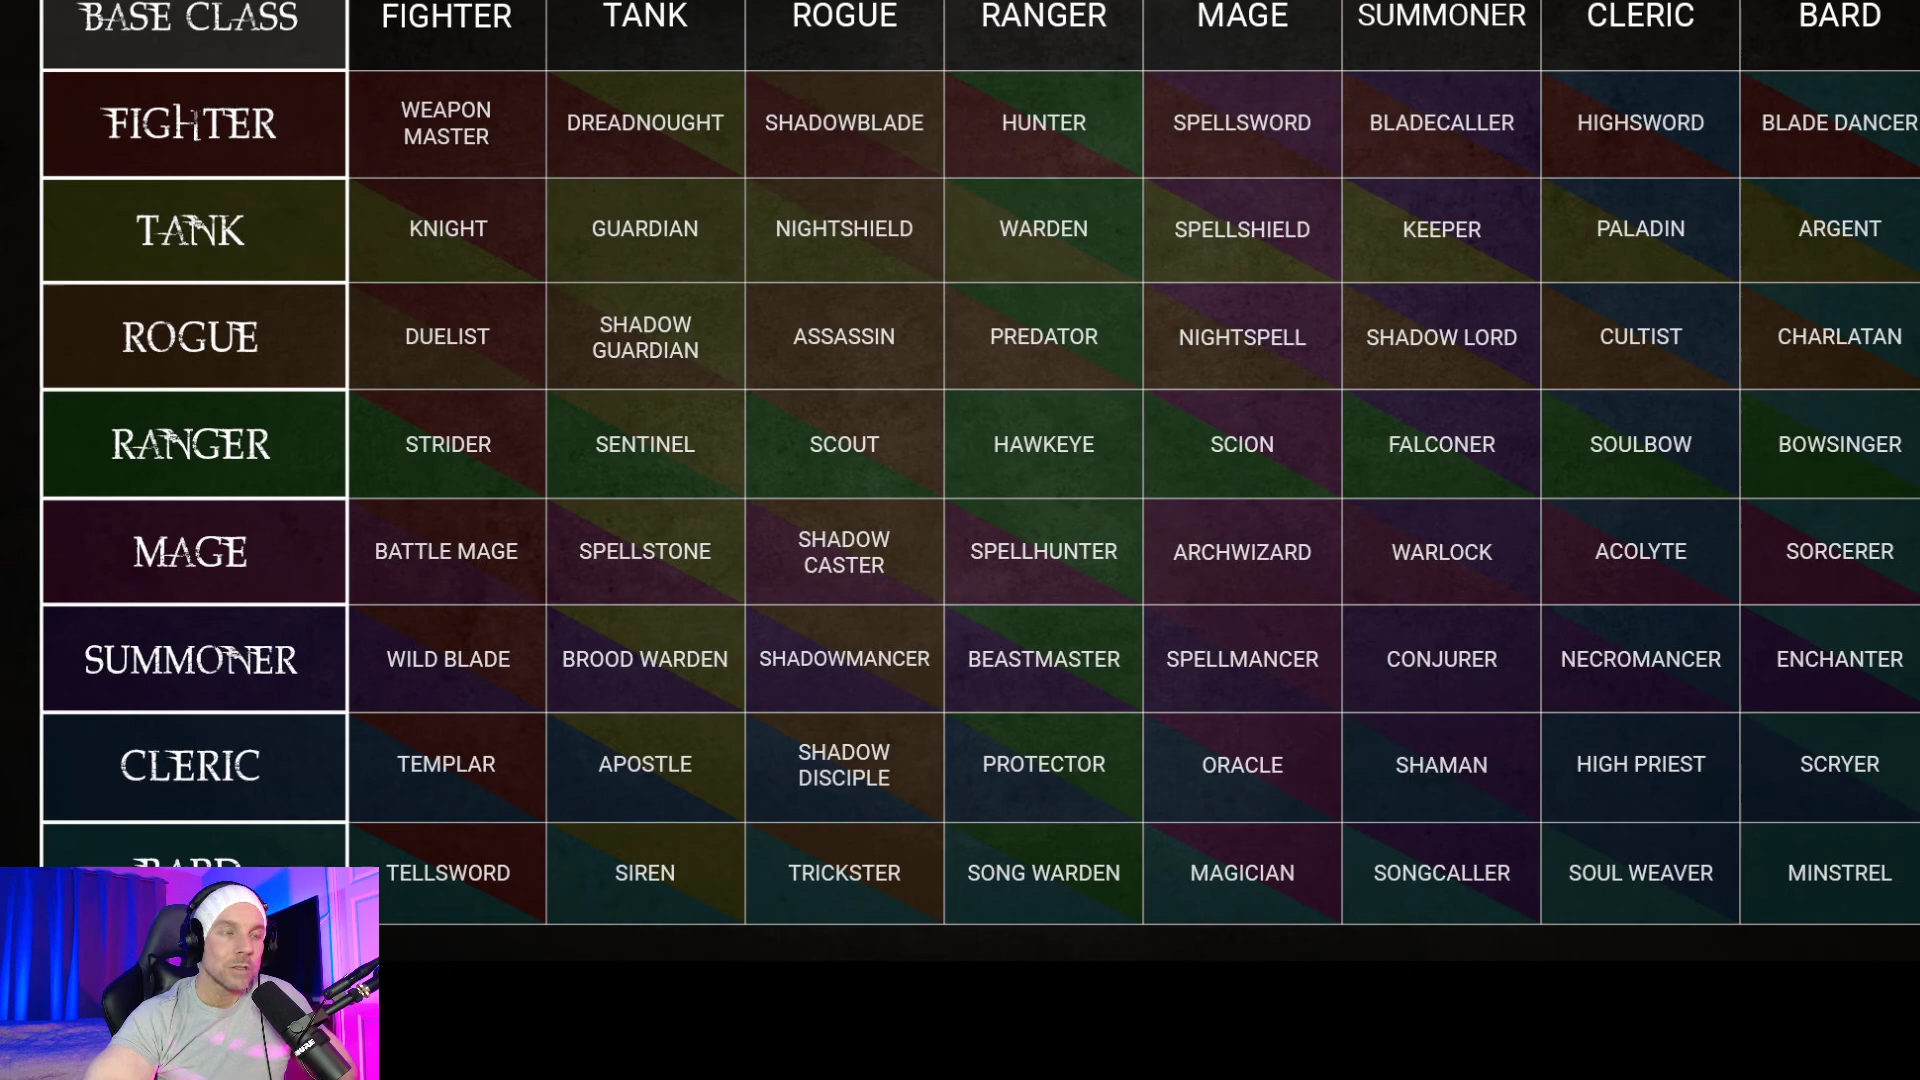 BASE CLASS FIGHTER TANK ROGUE RANGER MAGE SUMMONER CLERIC BARD
FIGHTER WEAPON MASTER DREADNOUGHT SHADOWBLADE HUNTER SPELLSWORD BLADECALLER HIGHSWORD BLADE DANCER
TANK KNIGHT GUARDIAN NIGHTSHIELD WARDEN SPELLSHIELD KEEPER PALADIN ARGENT
ROGUE DUELIST SHADOW GUARDIAN ASSASSIN PREDATOR NIGHTSPELL SHADOW LORD CULTIST CHARLATAN
RANGER STRIDER SENTINEL SCOUT HAWKEYE SCION FALCONER SOULBOW BOWSINGER
MAGE BATTLE MAGE SPELLSTONE SHADOW CASTER SPELLHUNTER ARCHWIZARD WARLOCK ACOLYTE SORCERER
SUMMONER WILD BLADE BROOD WARDEN SHADOWMANCER BEASTMASTER SPELLMANCER CONJURER NECROMANCER ENCHANTER
CLERIC TEMPLAR APOSTLE SHADOW DISCIPLE PROTECTOR ORACLE SHAMAN HIGH PRIEST SCRYER
BARD TELLSWORD SIREN TRICKSTER SONG WARDEN MAGICIAN SONGCALLER SOUL WEAVER MINSTREL
SHURE